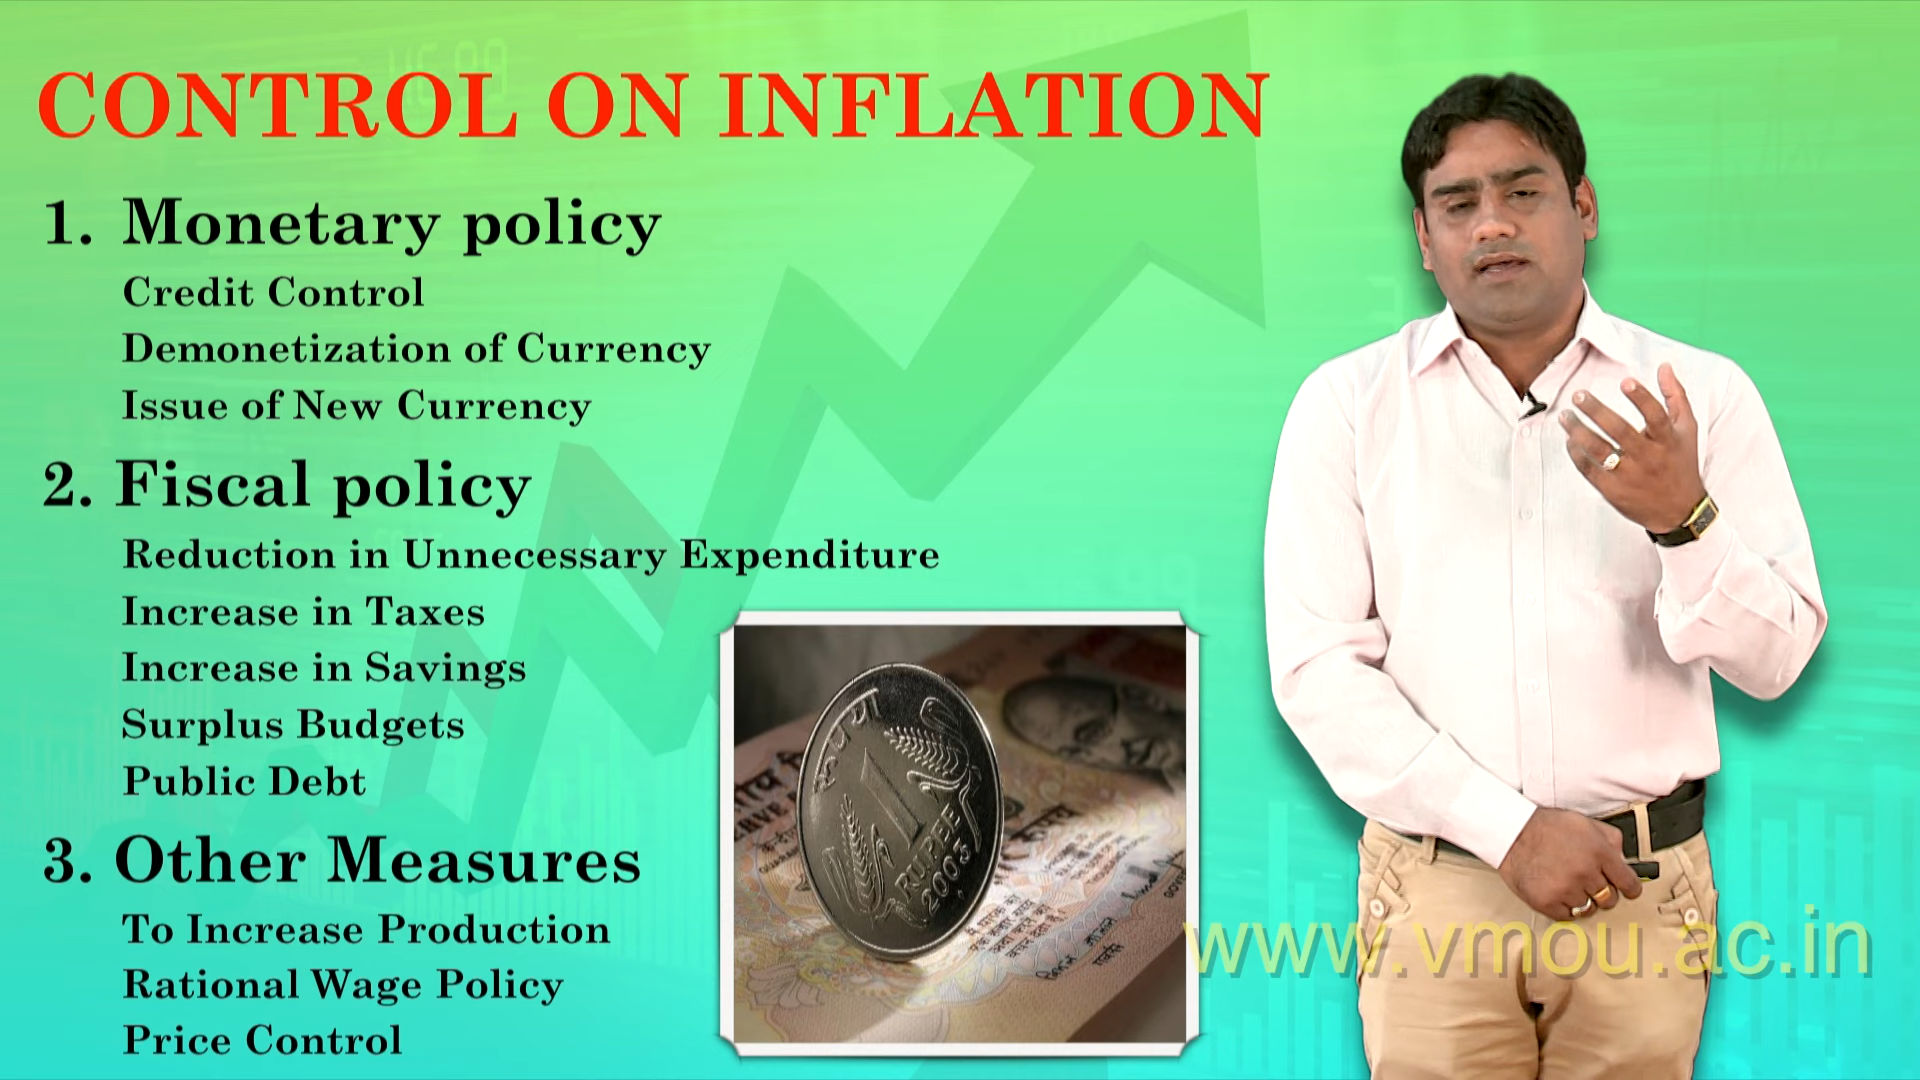 CONTROL ON INFLATION
1. Monetary policy
Credit Control
Demonetization of Currency
Issue of New Currency
2. Fiscal policy
Reduction in Unnecessary Expenditure
Increase in Taxes
Increase in Savings
Surplus Budgets
Public Debt
3. Other Measures
To Increase Production
Rational Wage Policy
Price Control
1
RUPEE
2003
www.vmou.ac.in